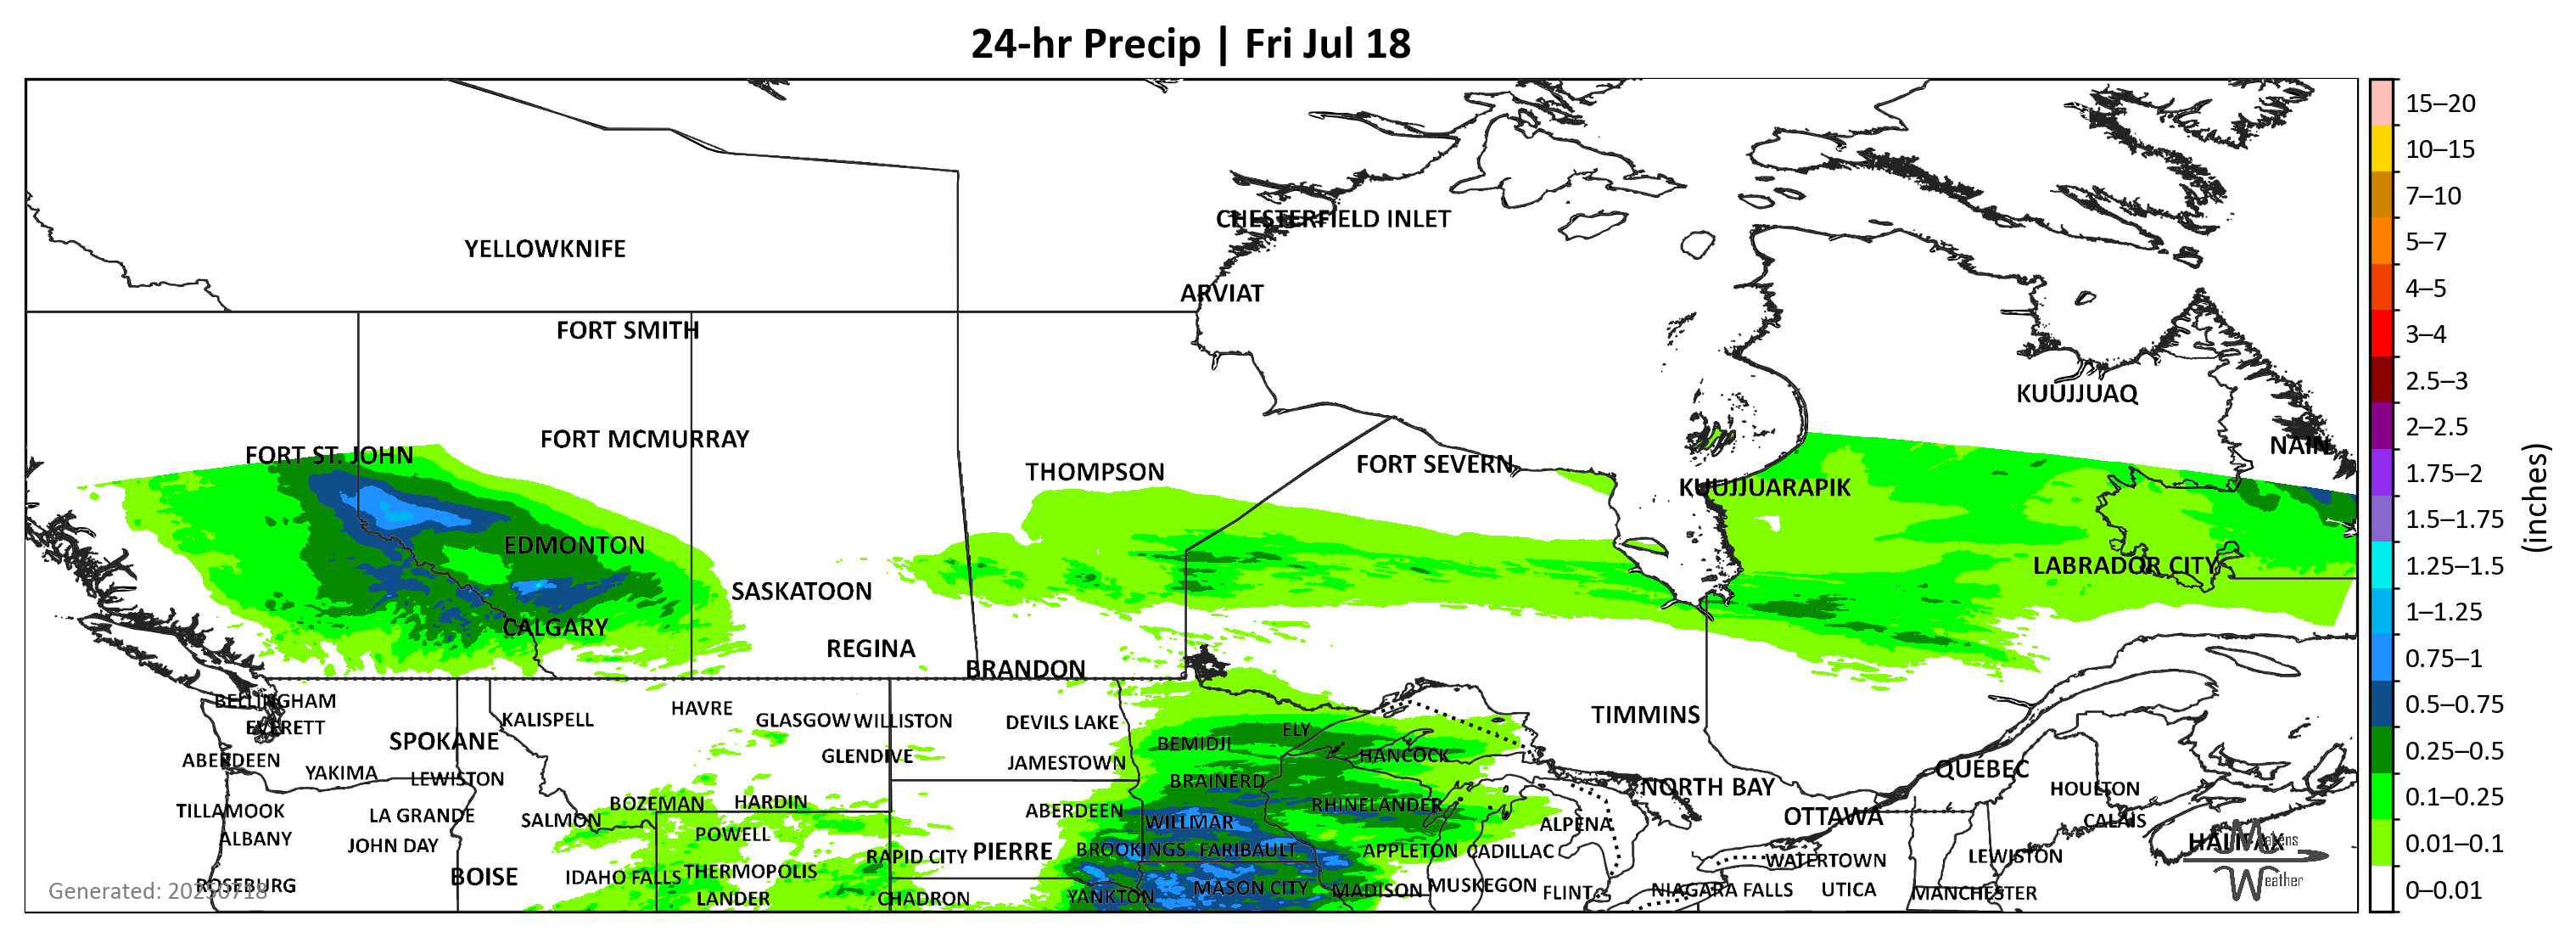 24-hr Precip | Fri Jul 18
YELLOWKNIFE
CHESTERFIELD INLET
ARVIAT
FORT SMITH
KUUJJUAQ
FORT ST. JOHN
FORT MCMURRAY
NAIN
THOMPSON
FORT SEVERN
KUUJJUARAPIK
EDMONTON
LABRADOR CITY
SASKATOON
CALGARY
REGINA
BRANDON
BELLINGHAM
KALISPELL
HAVRE
GLASGOW
WILLISTON
DEVILS LAKE
TIMMINS
EVERETT
ELY
SPOKANE
BEMIDJI
ABERDEEN
GLENDIVE
JAMESTOWN
HANCOCK
YAKIMA
LEWISTON
BRAINERD
NORTH BAY
QUÉBEC
HOULTON
TILLAMOOK
LA GRANDE
BOZEMAN
HARDIN
ABERDEEN
RHINELANDER
OTTAWA
SALMON
WILLMAR
ALPENA
CALAIS
ALBANY
JOHN DAY
POWELL
HALIFAX
RAPID CITY
PIERRE
BROOKINGS
FARIBAULT
APPLETON
CADILLAC
WATERTOWN
LEWISTON
BOISE
IDAHO FALLS
THERMOPOLIS
ROSEBURG
MASON CITY
MADISON
MUSKEGON
FLINT
NIAGARA FALLS
UTICA
MANCHESTER
LANDER
CHADRON
YANKTON
Generated: 20250718
Weather
15–20
10–15
7–10
5–7
4–5
3–4
2.5–3
2–2.5
1.75–2
1.5–1.75
1.25–1.5
1–1.25
0.75–1
0.5–0.75
0.25–0.5
0.1–0.25
0.01–0.1
0–0.01
(inches)